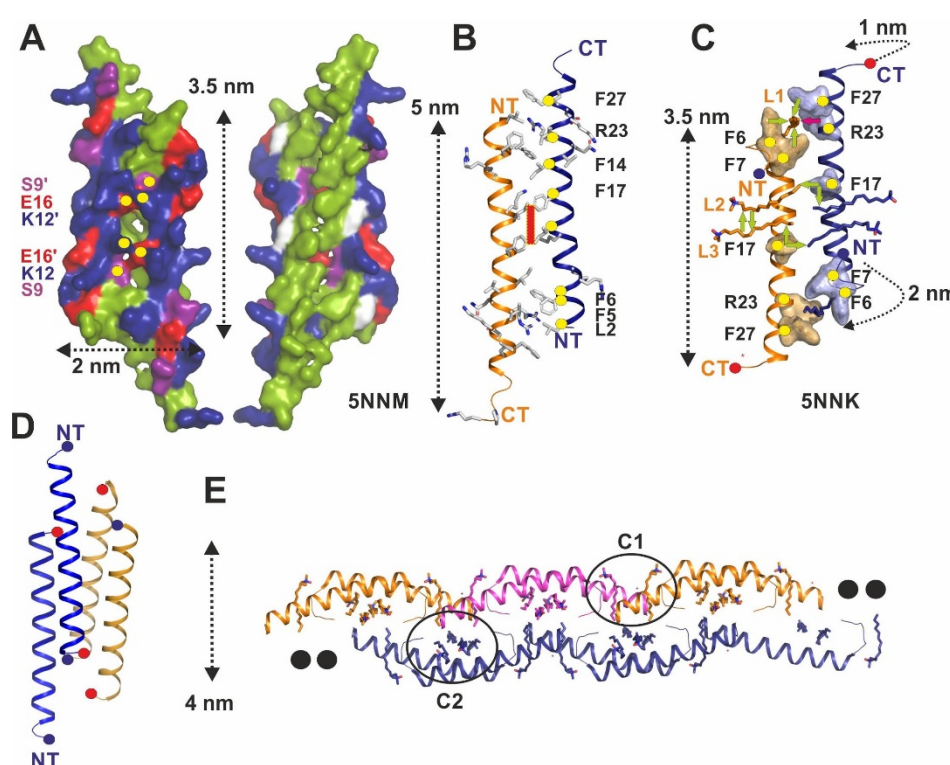 A
3.5 nm
S9'
E16
K12'
E16'
K12
S9
2 nm
B
CT
5 nm
NT
F27
R23
F14
F17
F6
F5
L2
NT
CT
5NNM
C
1 nm
CT
L1
F27
3.5 nm
F6
R23
F7
NT
F17
L2
L3
F17
NT
F7
2 nm
R23
F6
F27
CT
5NNK
D
NT
NT
4 nm
E
C1
C2